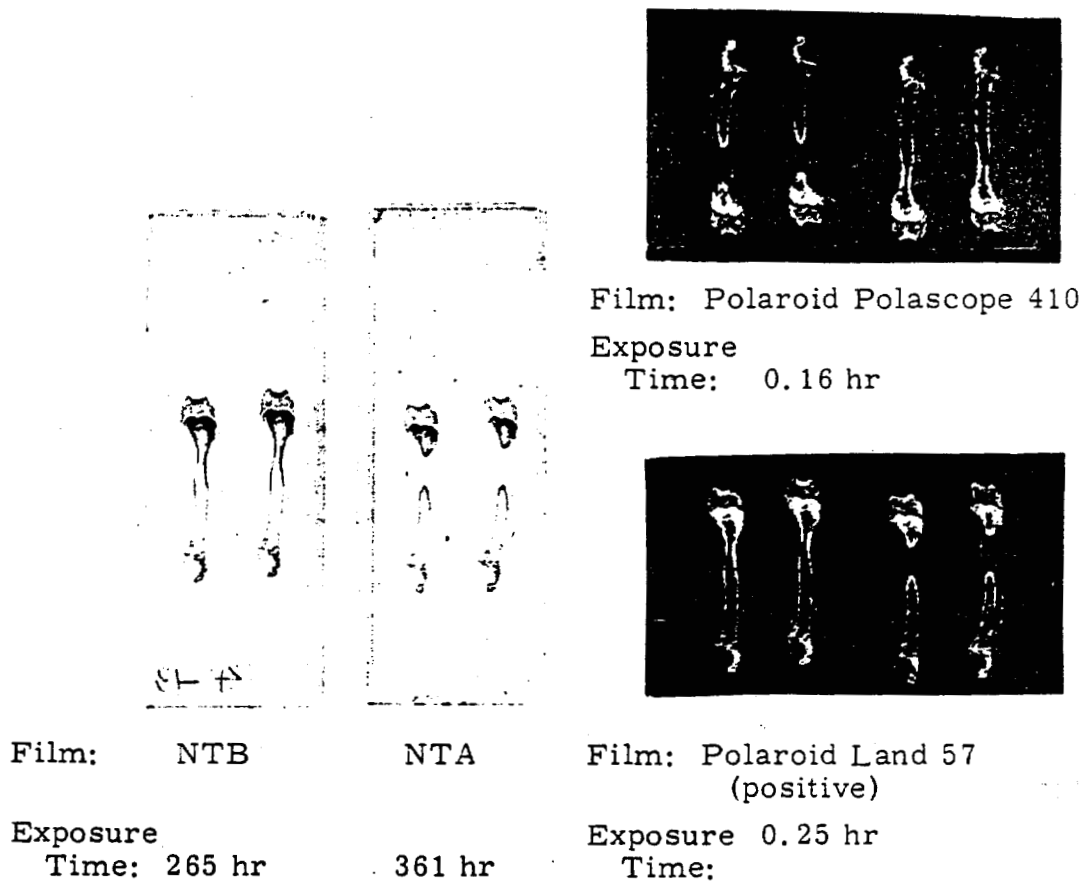 Film: Polaroid Polascope 410
Exposure
Time: 0.16 hr
Film: NTB NTA
Exposure
Time: 265 hr 361 hr
Film: Polaroid Land 57
(positive)
Exposure 0.25 hr
Time: